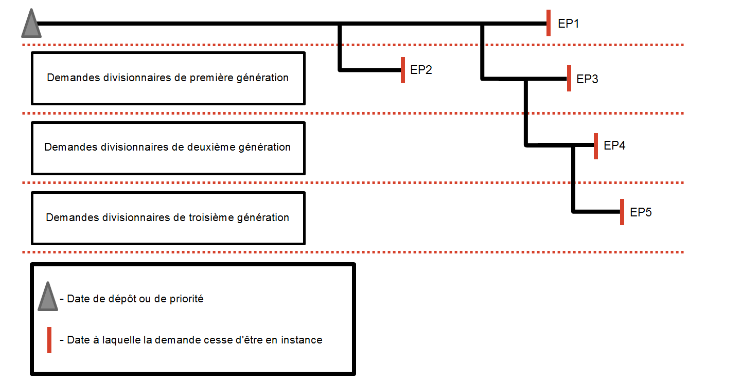 EP1
EP2
Demandes divisionnaires de première génération
EP3
Demandes divisionnaires de deuxième génération
EP4
Demandes divisionnaires de troisième génération
EP5
- Date de dépôt ou de priorité
- Date à laquelle la demande cesse d'être en instance